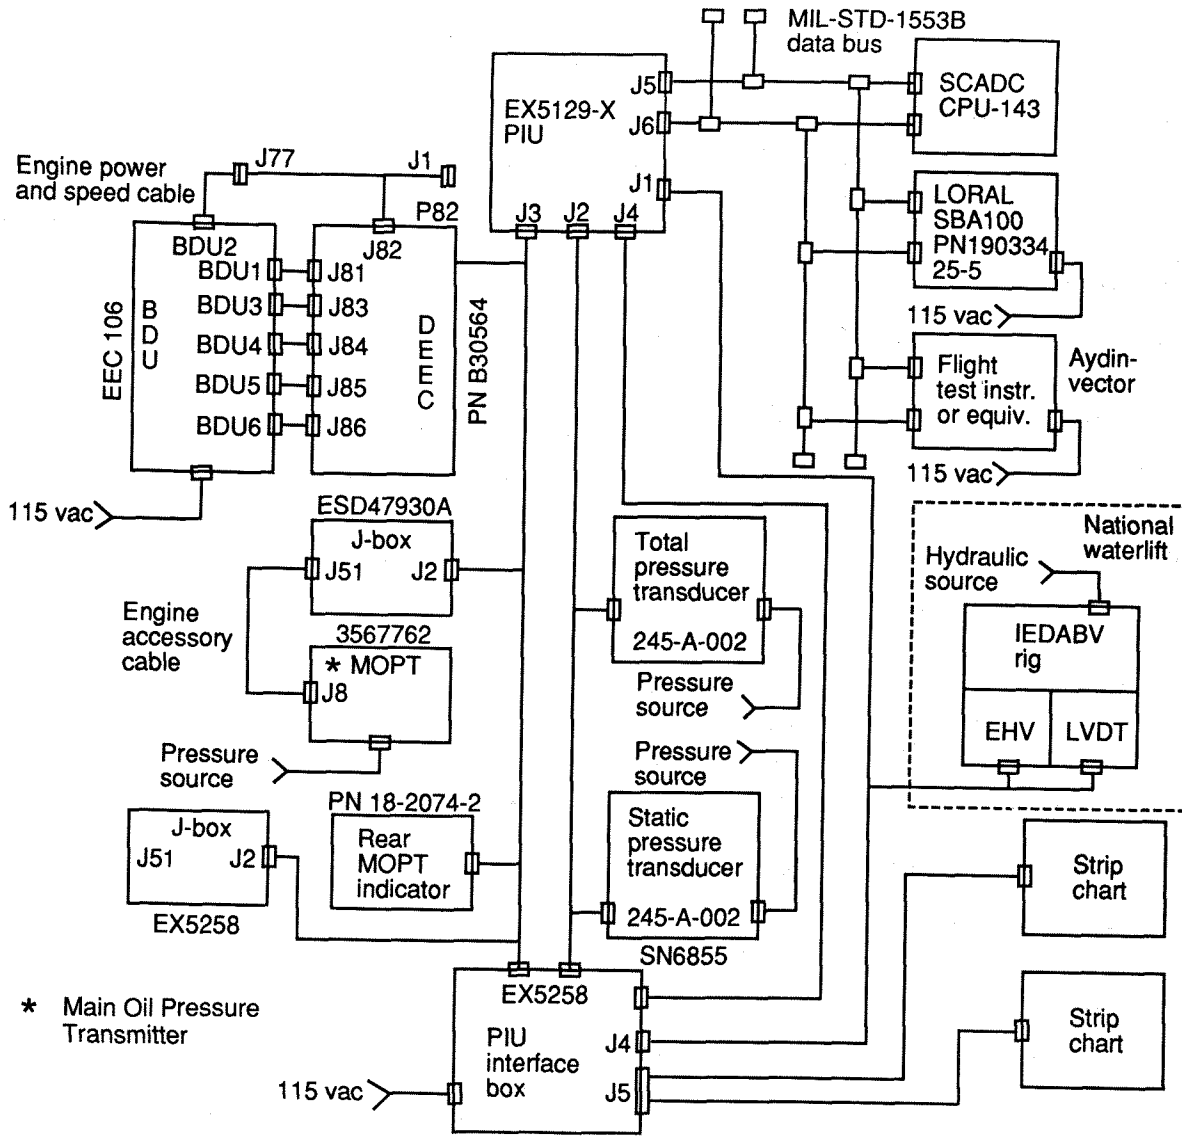 MIL-STD-1553B
data bus
EX5129-X
PIU
J5
J6
J1
J3
J2
J4
SCADC
CPU-143
LORAL
SBA100
PN190334
25-5
115 vac
Flight
test instr.
or equiv.
Aydin-
vector
115 vac
Engine power
and speed cable
J77
J1
P82
BDU2
J82
BDU1
J81
BDU3
J83
BDU4
J84
BDU5
J85
BDU6
J86
EEC 106
BDU
DEEC
PN B30564
115 vac
ESD47930A
J-box
J51
J2
Engine
accessory
cable
3567762
* MOPT
J8
Pressure
source
PN 18-2074-2
Rear
MOPT
indicator
J-box
J51
J2
EX5258
Total
pressure
transducer
245-A-002
Pressure
source
Pressure
source
Static
pressure
transducer
245-A-002
SN6855
National
waterlift
Hydraulic
source
IEDABV
rig
EHV
LVDT
Strip
chart
Strip
chart
EX5258
PIU
interface
box
J4
J5
115 vac
* Main Oil Pressure
Transmitter